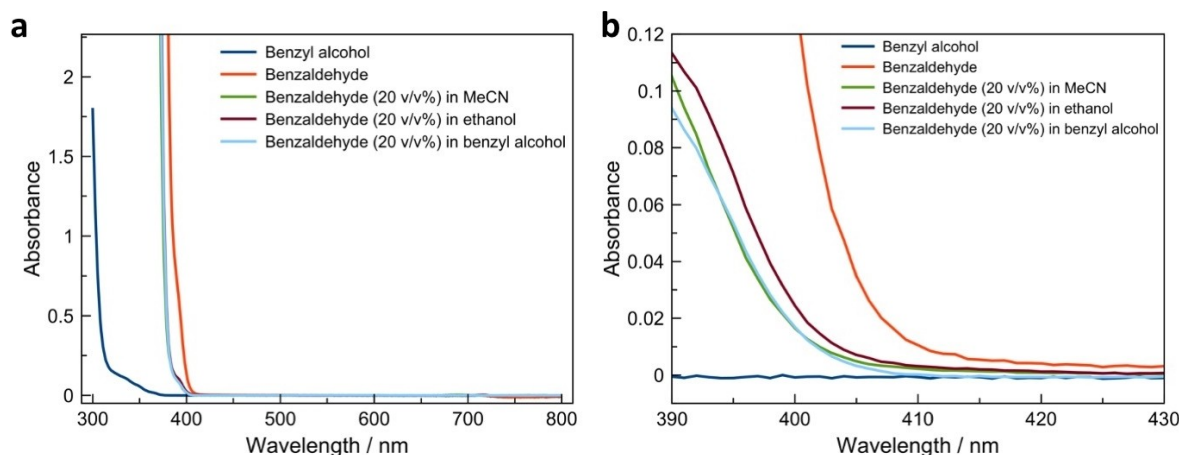 a
Absorbance
2
1.5
1
0.5
0
300
400
500
600
700
800
Wavelength / nm
Benzyl alcohol
Benzaldehyde
Benzaldehyde (20 v/v%) in MeCN
Benzaldehyde (20 v/v%) in ethanol
Benzaldehyde (20 v/v%) in benzyl alcohol
b
Absorbance
0.12
0.1
0.08
0.06
0.04
0.02
0
390
400
410
420
430
Wavelength / nm
Benzyl alcohol
Benzaldehyde
Benzaldehyde (20 v/v%) in MeCN
Benzaldehyde (20 v/v%) in ethanol
Benzaldehyde (20 v/v%) in benzyl alcohol